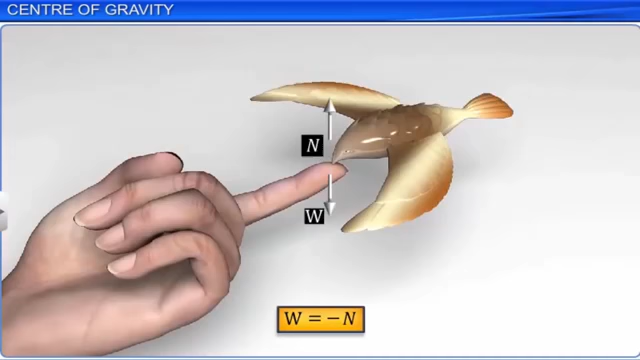 CENTRE OF GRAVITY
N
W
W = −N